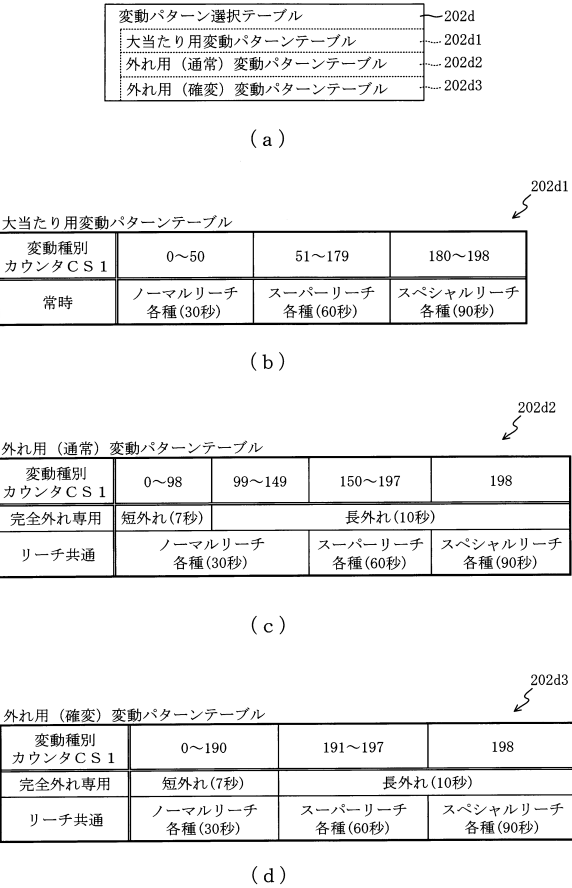 変動パターン選択テーブル 202d
大当たり用変動パターンテーブル 202d1
外れ用（通常）変動パターンテーブル 202d2
外れ用（確変）変動パターンテーブル 202d3
（a）
202d1
大当たり用変動パターンテーブル
変動種別
カウンタＣＳ１
0～50
51～179
180～198
常時
ノーマルリーチ
各種(30秒)
スーパーリーチ
各種(60秒)
スペシャルリーチ
各種(90秒)
（b）
202d2
外れ用（通常）変動パターンテーブル
変動種別
カウンタＣＳ１
0～98
99～149
150～197
198
完全外れ専用
短外れ(7秒)
長外れ(10秒)
リーチ共通
ノーマルリーチ
各種(30秒)
スーパーリーチ
各種(60秒)
スペシャルリーチ
各種(90秒)
（c）
202d3
外れ用（確変）変動パターンテーブル
変動種別
カウンタＣＳ１
0～190
191～197
198
完全外れ専用
短外れ(7秒)
長外れ(10秒)
リーチ共通
ノーマルリーチ
各種(30秒)
スーパーリーチ
各種(60秒)
スペシャルリーチ
各種(90秒)
（d）